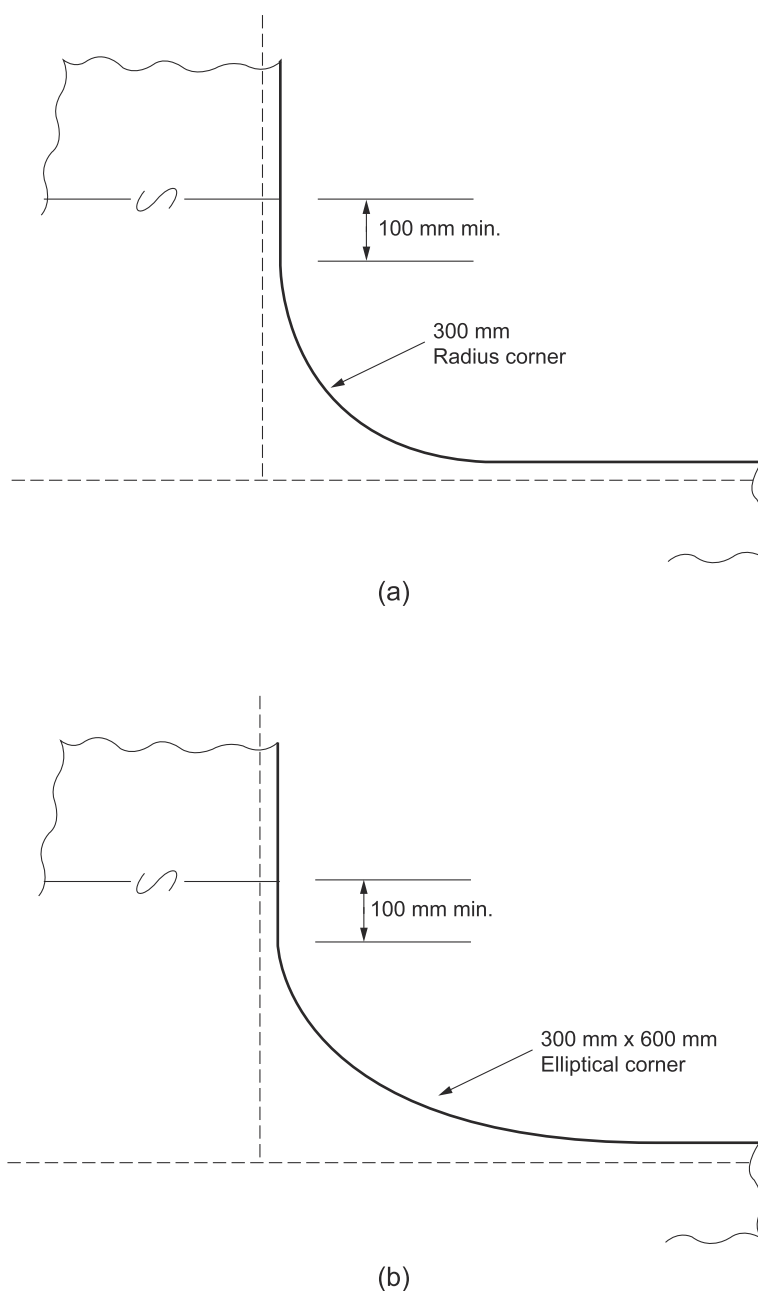 100 mm min.
300 mm
Radius corner
(a)
100 mm min.
300 mm x 600 mm
Elliptical corner
(b)